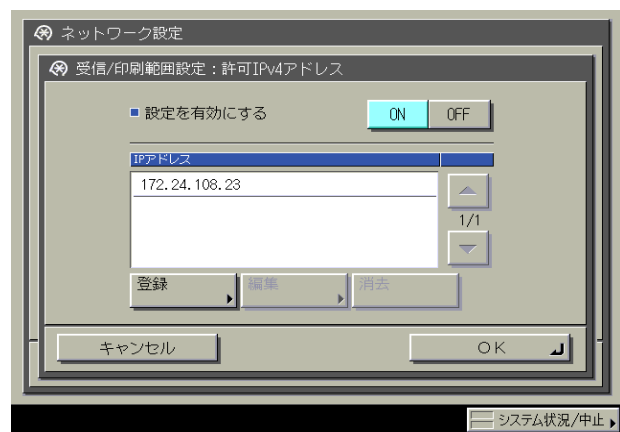 ネットワーク設定
受信/印刷範囲設定：許可IPv4アドレス
設定を有効にする
ON OFF
IPアドレス
172.24.108.23
1/1
登録 編集 消去
キャンセル OK
システム状況/中止